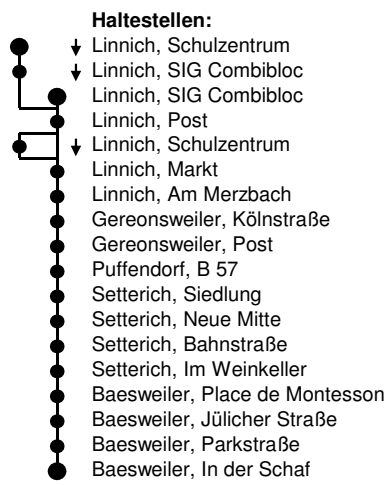 Haltestellen:
Linnich, Schulzentrum
Linnich, SIG Combibloc
Linnich, SIG Combibloc
Linnich, Post
Linnich, Schulzentrum
Linnich, Markt
Linnich, Am Merzbach
Gereonsweiler, Kölnstraße
Gereonsweiler, Post
Puffendorf, B 57
Setterich, Siedlung
Setterich, Neue Mitte
Setterich, Bahnstraße
Setterich, Im Weinkeller
Baesweiler, Place de Montesson
Baesweiler, Jülicher Straße
Baesweiler, Parkstraße
Baesweiler, In der Schaf